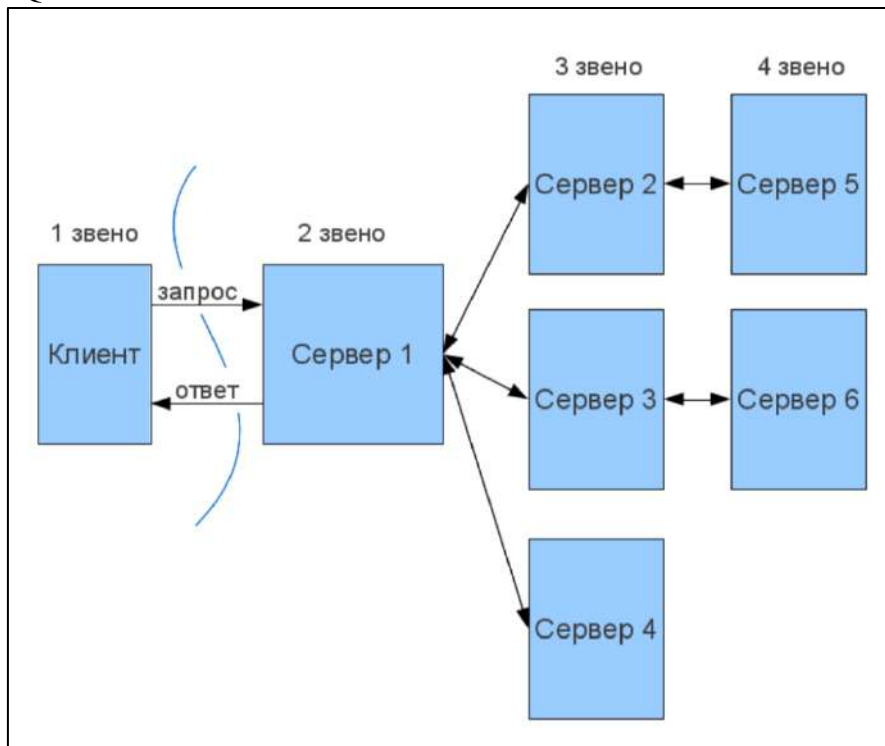 3 звено
4 звено
Сервер 2
Сервер 5
1 звено
2 звено
запрос
Клиент
Сервер 1
ответ
Сервер 3
Сервер 6
Сервер 4